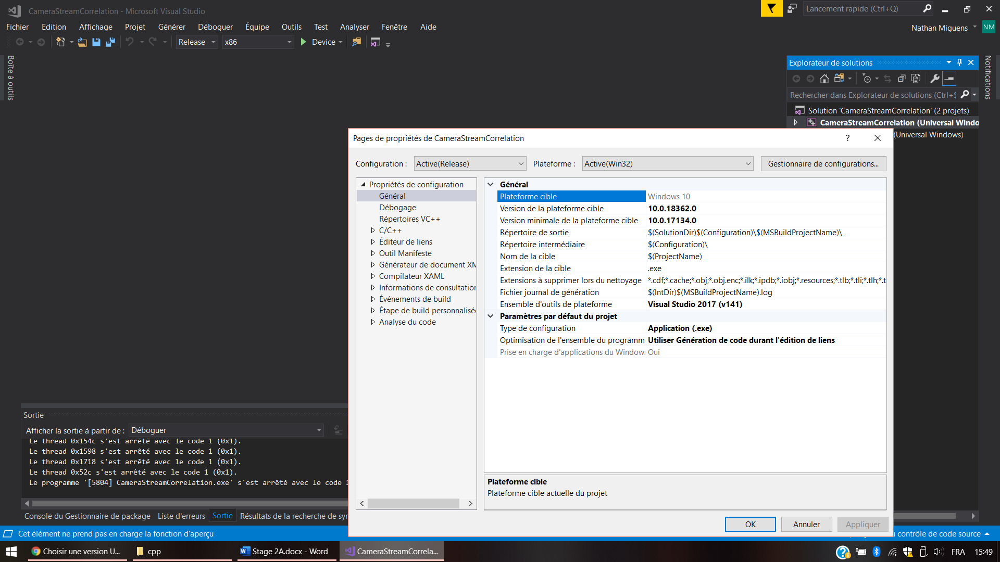 CameraStreamCorrelation - Microsoft Visual Studio
Lancement rapide (Ctrl+Q)
Fichier Edition Affichage Projet Générer Déboguer Équipe Outils Test Analyser Fenêtre Aide
Nathan Miguens NM
Release x86 Device
Boîte à outils
Notifications
Explorateur de solutions
Rechercher dans Explorateur de solutions (Ctrl+$
Solution 'CameraStreamCorrelation' (2 projets)
CameraStreamCorrelation (Universal Windo
(Universal Windows)
Pages de propriétés de CameraStreamCorrelation
Configuration : Active(Release) Plateforme : Active(Win32) Gestionnaire de configurations...
Propriétés de configuration
Général
Débogage
Répertoires VC++
C/C++
Éditeur de liens
Outil Manifeste
Générateur de document XM
Compilateur XAML
Informations de consultation
Événements de build
Étape de build personnalisée
Analyse du code
Général
Plateforme cible Windows 10
Version de la plateforme cible 10.0.18362.0
Version minimale de la plateforme cible 10.0.17134.0
Répertoire de sortie $(SolutionDir)$(Configuration)\$(MSBuildProjectName)\
Répertoire intermédiaire $(Configuration)\
Nom de la cible $(ProjectName)
Extension de la cible .exe
Extensions à supprimer lors du nettoyage *.cdf;*.cache;*.obj;*.obj.enc;*.ilk;*.ipdb;*.iobj;*.resources;*.tlb;*.tli;*.tlh;*.t
Fichier journal de génération $(IntDir)$(MSBuildProjectName).log
Ensemble d'outils de plateforme Visual Studio 2017 (v141)
Paramètres par défaut du projet
Type de configuration Application (.exe)
Optimisation de l'ensemble du programme Utiliser Génération de code durant l'édition de liens
Prise en charge d'applications du Windows Oui
Plateforme cible
Plateforme cible actuelle du projet
OK Annuler Appliquer
Sortie
Afficher la sortie à partir de : Déboguer
Le thread 0x154c s'est arrêté avec le code 1 (0x1).
Le thread 0x1598 s'est arrêté avec le code 1 (0x1).
Le thread 0x1718 s'est arrêté avec le code 1 (0x1).
Le thread 0x52c s'est arrêté avec le code 1 (0x1).
Le programme '[5804] CameraStreamCorrelation.exe' s'est arrêté avec le code 1
Console du Gestionnaire de package Liste d'erreurs Sortie Résultats de la recherche de syr
Cet élément ne prend pas en charge la fonction d'aperçu
contrôle de code source
Choisir une version U... cpp Stage 2A.docx - Word CameraStreamCorrela...
FRA 15:49